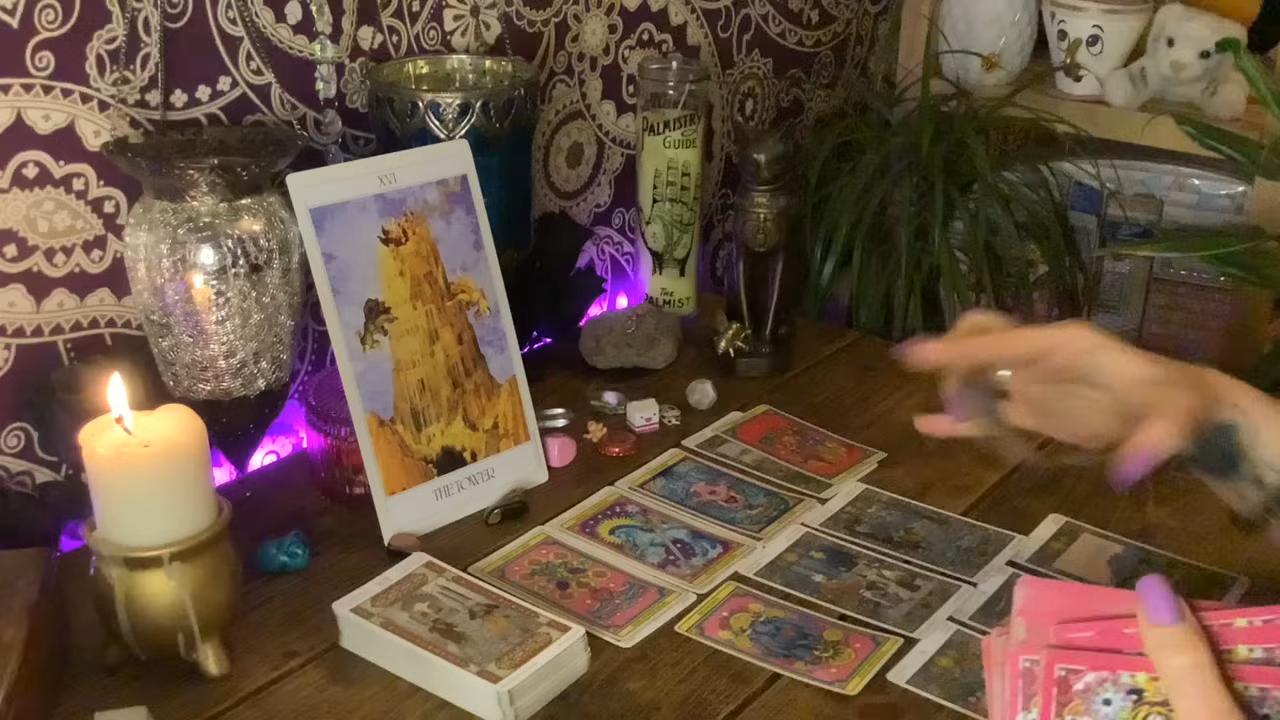 XVI
THE TOWER
PALMISTRY
GUIDE
THE
PALMIST